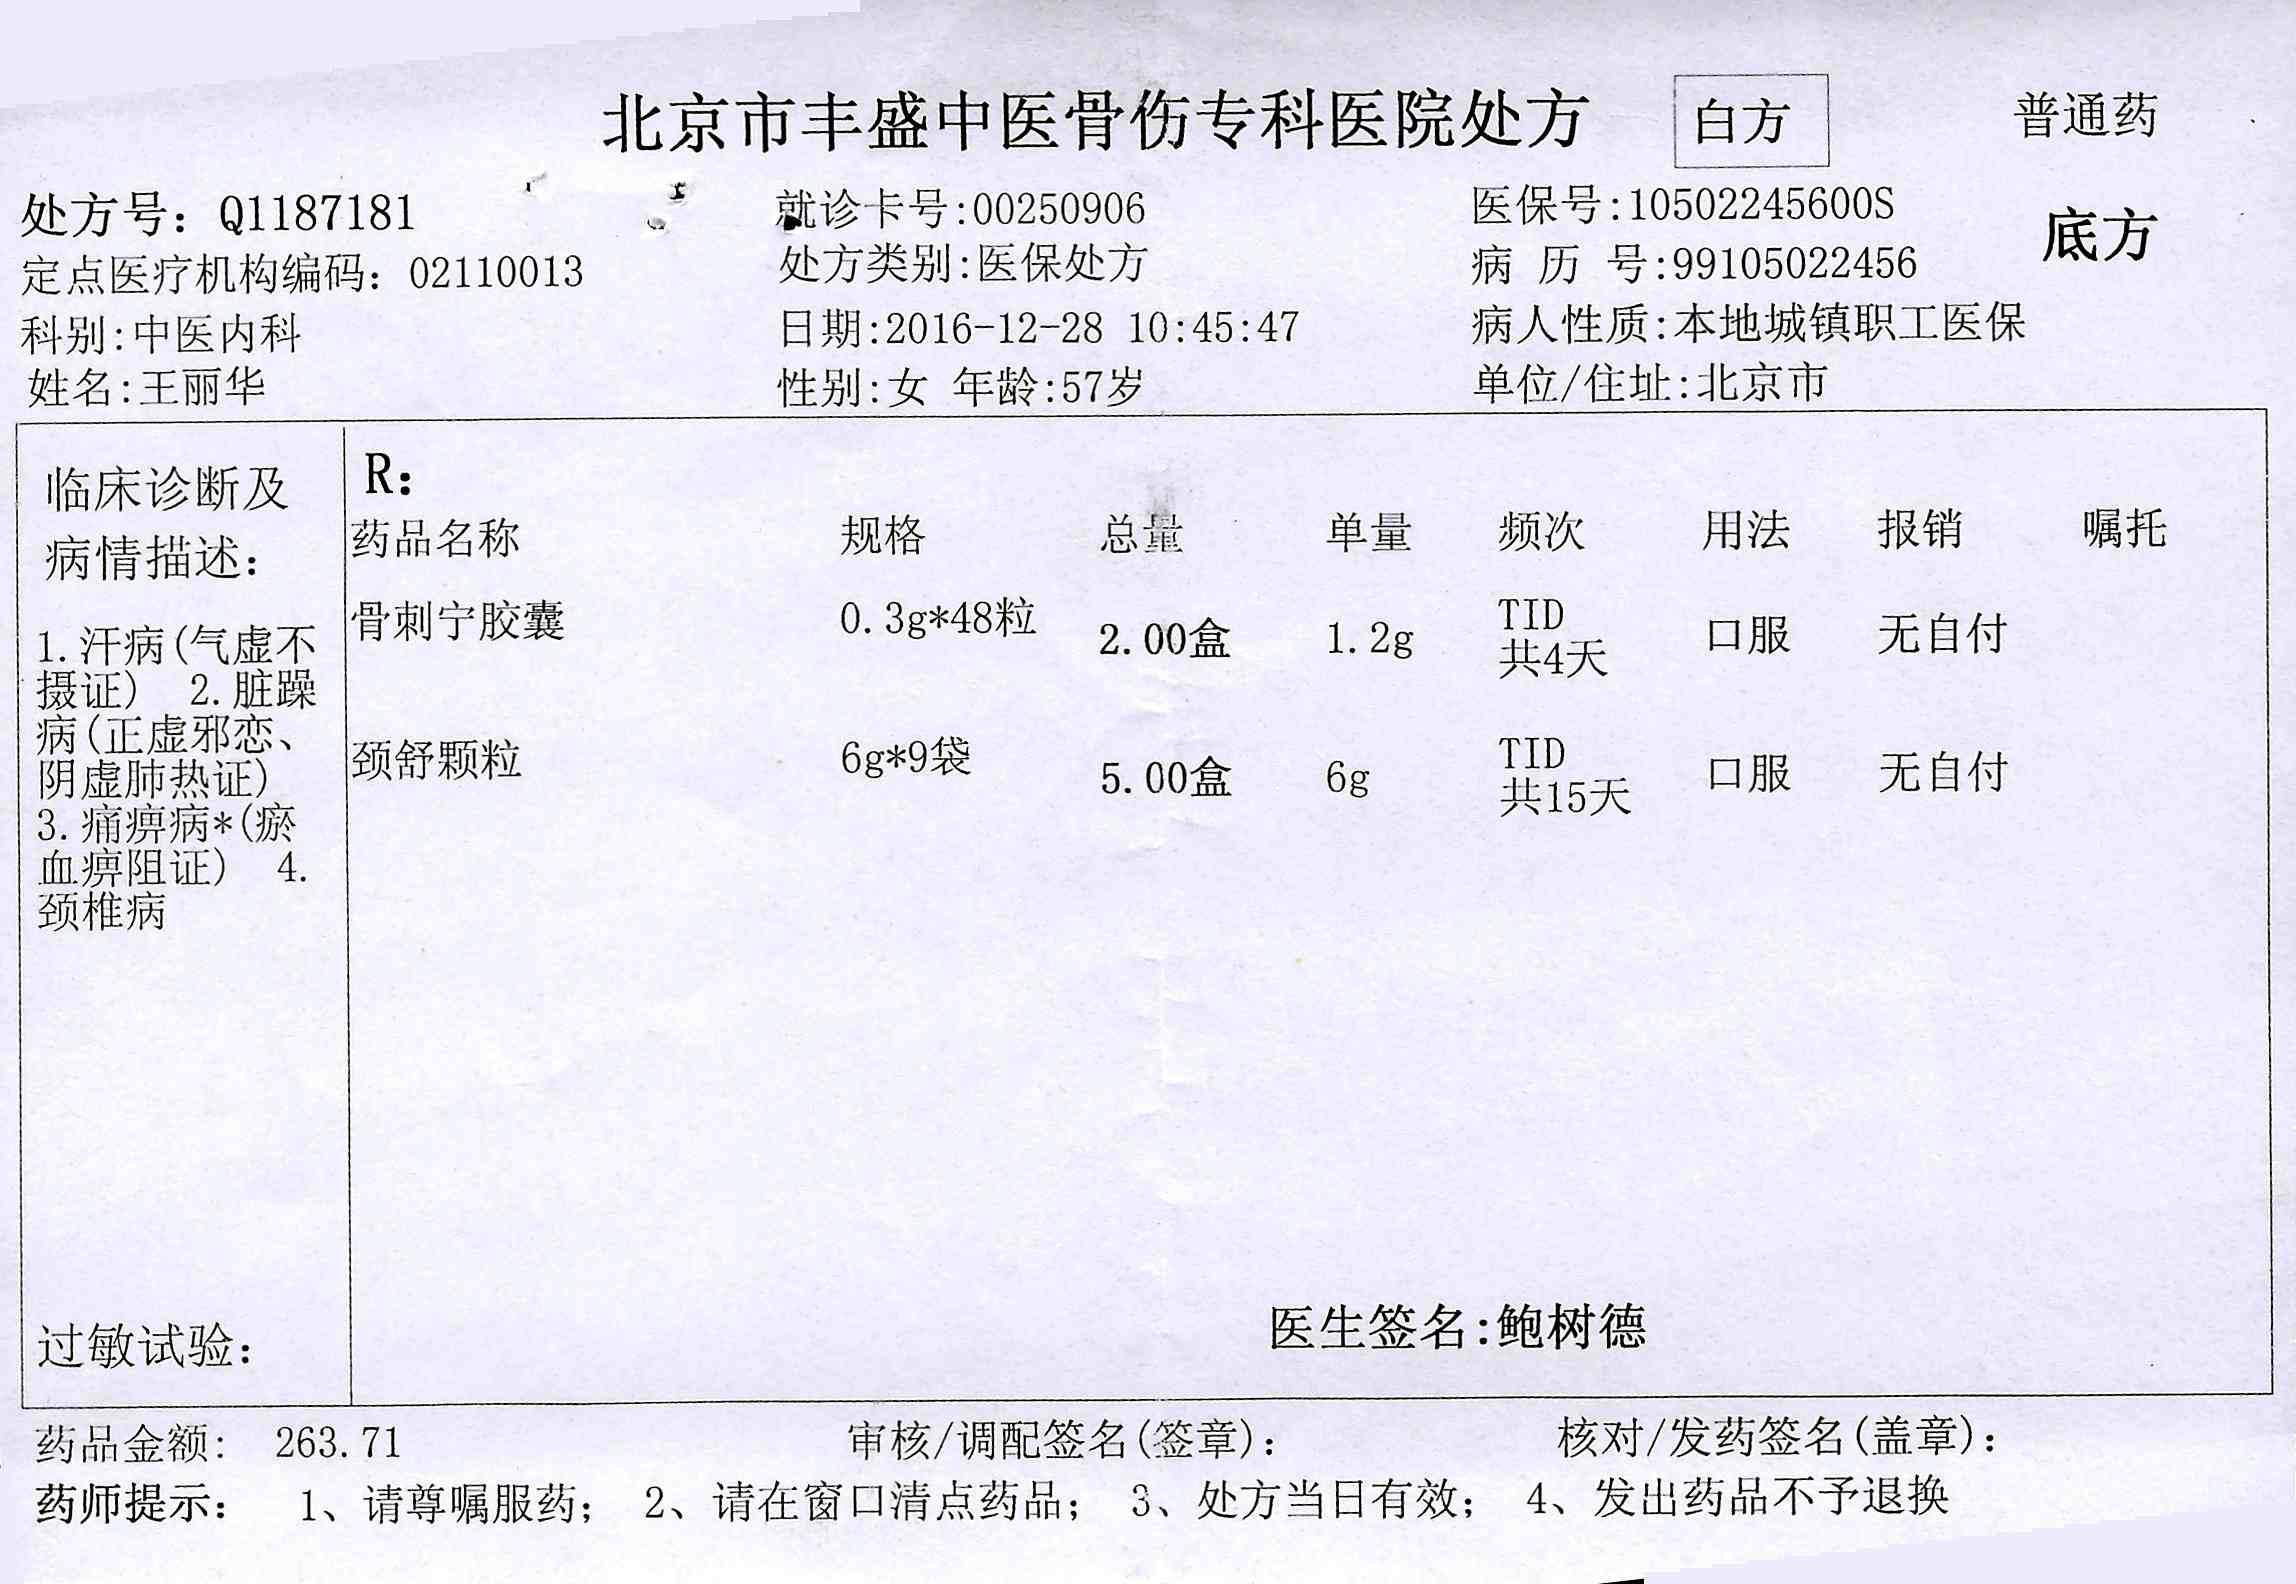 北京市丰盛中医骨伤专科医院处方 白方 普通药
处方号：Q1187181 就诊卡号:00250906 医保号:10502245600S 底方
定点医疗机构编码：02110013 处方类别:医保处方 病 历 号:99105022456
科别:中医内科 日期:2016-12-28 10:45:47 病人性质:本地城镇职工医保
姓名:王丽华 性别:女 年龄:57岁 单位/住址:北京市
临床诊断及
病情描述：
1.汗病(气虚不
摄证) 2.脏躁
病(正虚邪恋、
阴虚肺热证)
3.痛痹病*(瘀
血痹阻证) 4.
颈椎病
过敏试验：
R：
药品名称 规格 总量 单量 频次 用法 报销 嘱托
骨刺宁胶囊 0.3g*48粒 2.00盒 1.2g TID 口服 无自付
共4天
颈舒颗粒 6g*9袋 5.00盒 6g TID 口服 无自付
共15天
医生签名:鲍树德
药品金额： 263.71 审核/调配签名(签章)： 核对/发药签名(盖章)：
药师提示： 1、请尊嘱服药； 2、请在窗口清点药品； 3、处方当日有效； 4、发出药品不予退换